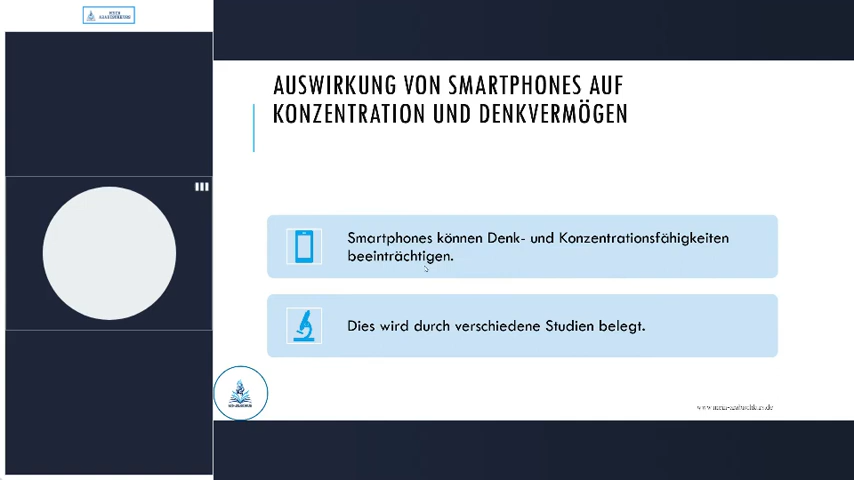 AUSWIRKUNG VON SMARTPHONES AUF
KONZENTRATION UND DENKVERMÖGEN
Smartphones können Denk- und Konzentrationsfähigkeiten
beeinträchtigen.
Dies wird durch verschiedene Studien belegt.